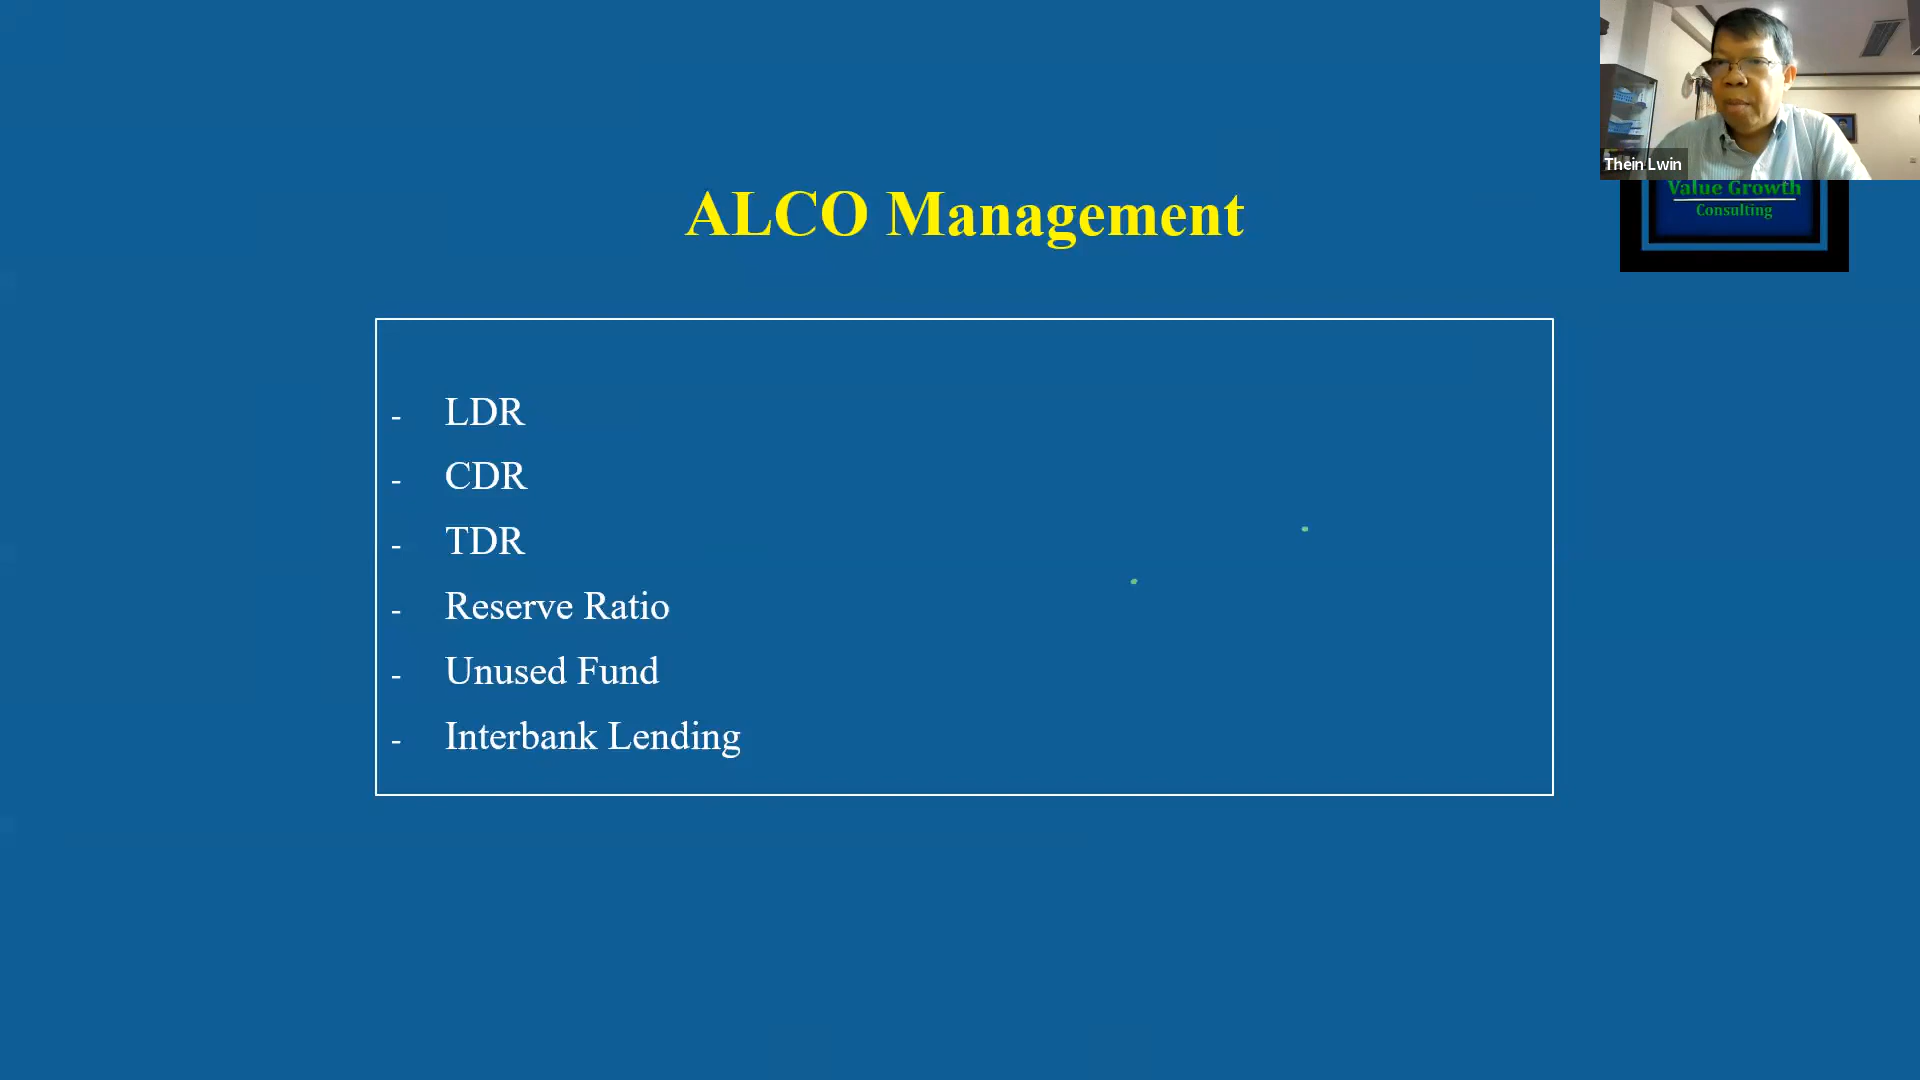 Thein Lwin
Value Growth
Consulting
ALCO Management
- LDR
- CDR
- TDR
- Reserve Ratio
- Unused Fund
- Interbank Lending